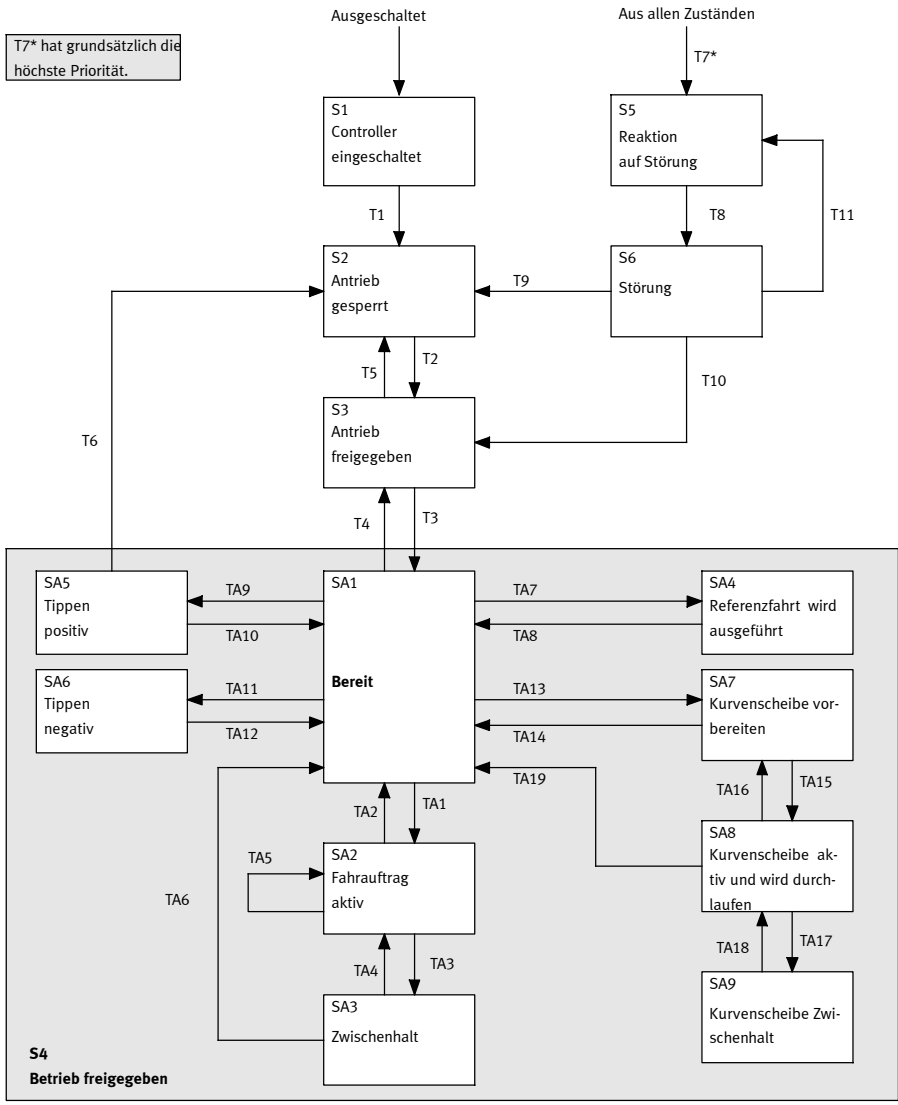 Ausgeschaltet
Aus allen Zuständen
T7* hat grundsätzlich die
höchste Priorität.
T7*
S1
Controller
eingeschaltet
S5
Reaktion
auf Störung
T1
T8
T11
S2
Antrieb
gesperrt
T9
S6
Störung
T5
T2
T10
S3
Antrieb
freigegeben
T6
T4
T3
SA5
Tippen
positiv
TA9
TA10
SA1
Bereit
TA7
TA8
SA4
Referenzfahrt wird
ausgeführt
SA6
Tippen
negativ
TA11
TA12
TA13
TA14
SA7
Kurvenscheibe vor-
bereiten
TA19
TA16
TA15
TA2
TA1
TA5
TA6
SA2
Fahrauftrag
aktiv
SA8
Kurvenscheibe ak-
tiv und wird durch-
laufen
TA4
TA3
TA18
TA17
SA3
Zwischenhalt
SA9
Kurvenscheibe Zwi-
schenhalt
S4
Betrieb freigegeben